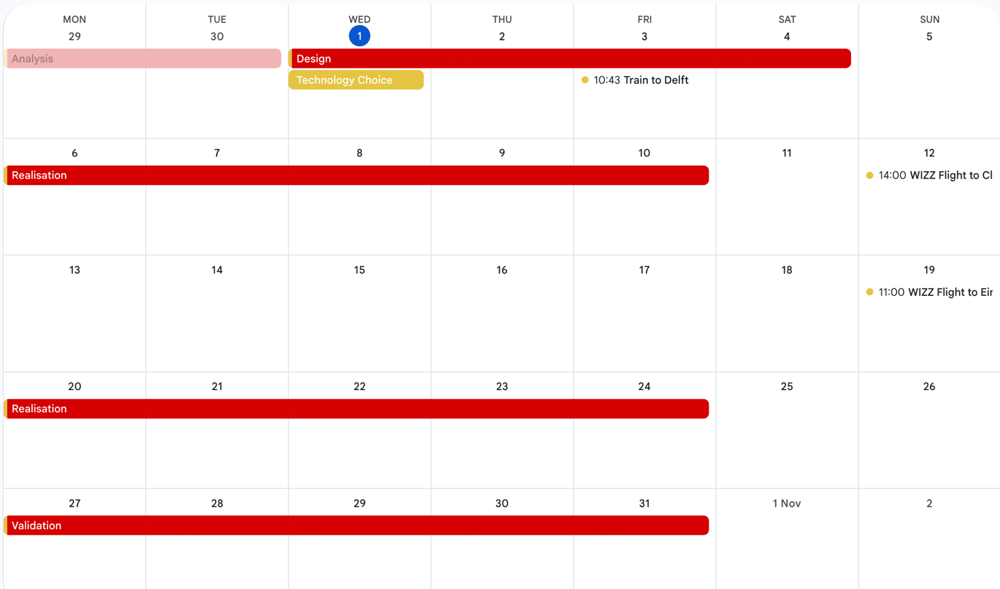 MON TUE WED THU FRI SAT SUN
29 30 1 2 3 4 5
Analysis Design
Technology Choice 10:43 Train to Delft
6 7 8 9 10 11 12
Realisation 14:00 WIZZ Flight to Cl
13 14 15 16 17 18 19
11:00 WIZZ Flight to Eir
20 21 22 23 24 25 26
Realisation
27 28 29 30 31 1 Nov 2
Validation